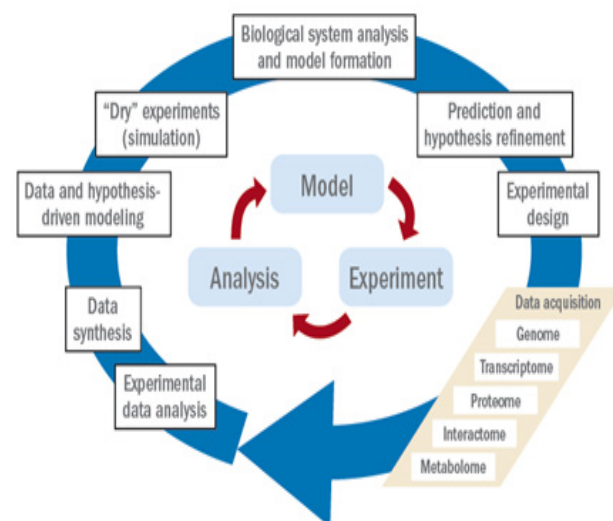 Biological system analysis
and model formation
“Dry” experiments
(simulation)
Prediction and
hypothesis refinement
Data and hypothesis-
driven modeling
Experimental
design
Model
Analysis
Experiment
Data
synthesis
Experimental
data analysis
Data acquisition
Genome
Transcriptome
Proteome
Interactome
Metabolome